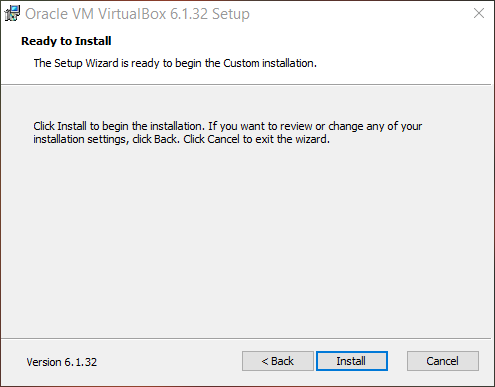 Oracle VM VirtualBox 6.1.32 Setup
Ready to Install
The Setup Wizard is ready to begin the Custom installation.
Click Install to begin the installation. If you want to review or change any of your
installation settings, click Back. Click Cancel to exit the wizard.
Version 6.1.32
< Back
Install
Cancel